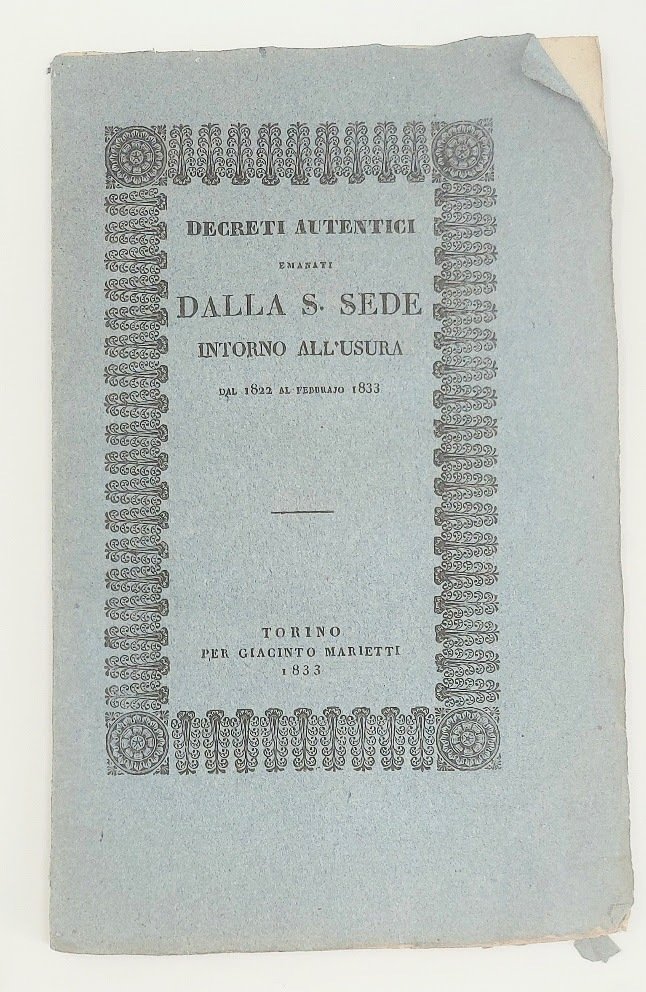 DECRETI AUTENTICI
EMANATI
DALLA S. SEDE
INTORNO ALL'USURA
DAL 1822 AL FEBBRAJO 1833
TORINO
PER GIACINTO MARIETTI
1833